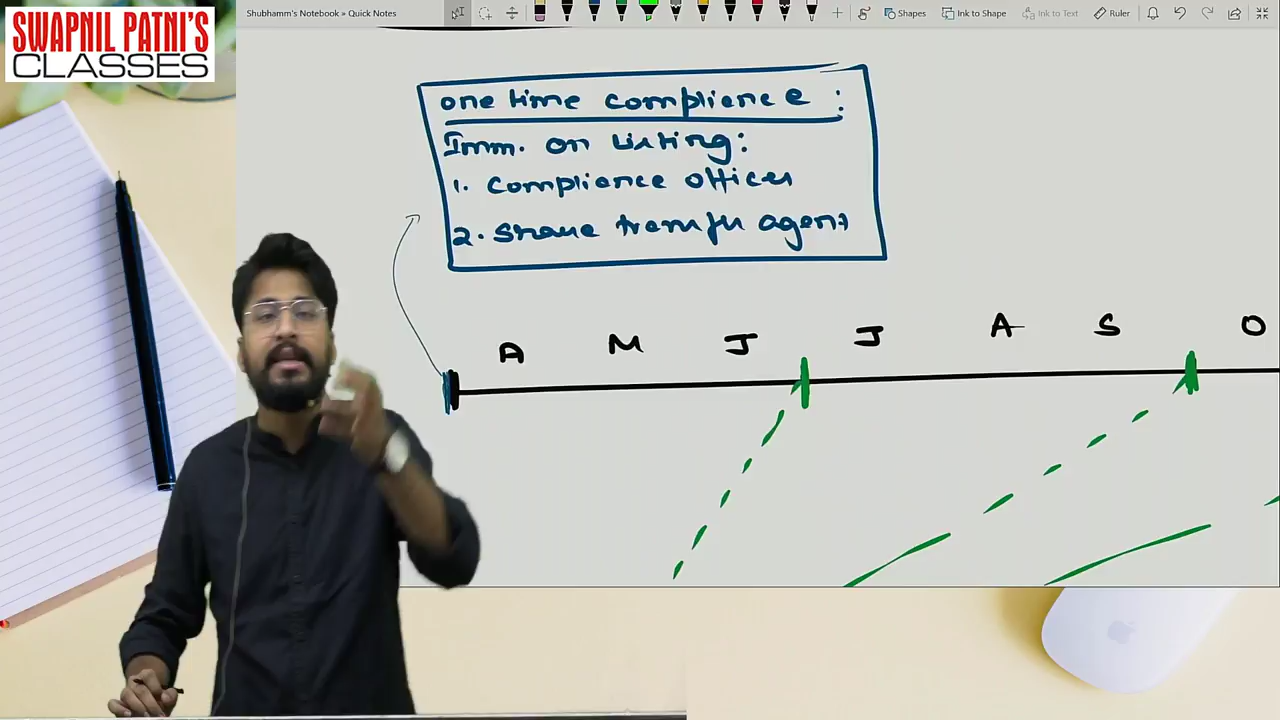 SWAPNIL PATNI'S
CLASSES
Shubhamm's Notebook » Quick Notes
Shapes
Ink to Shape
Ink to Text
Ruler
one time complience :
Imm. on Listing:
1. complience officer
2. Share transfer agent
A M J J A S O